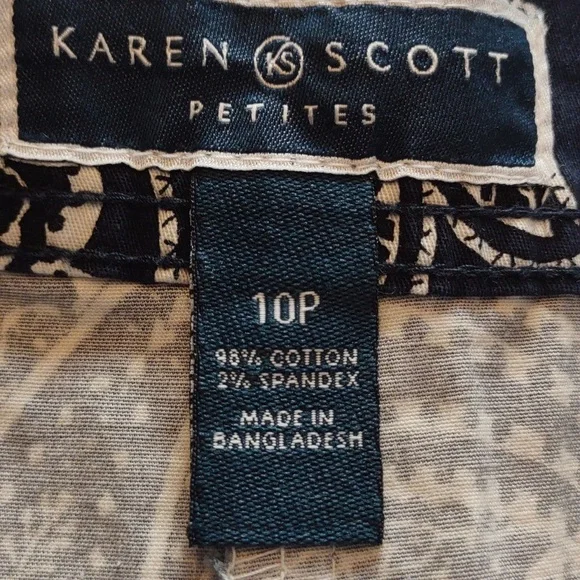 KAREN KS SCOTT
PETITES
10P
98% COTTON
2% SPANDEX
MADE IN
BANGLADESH